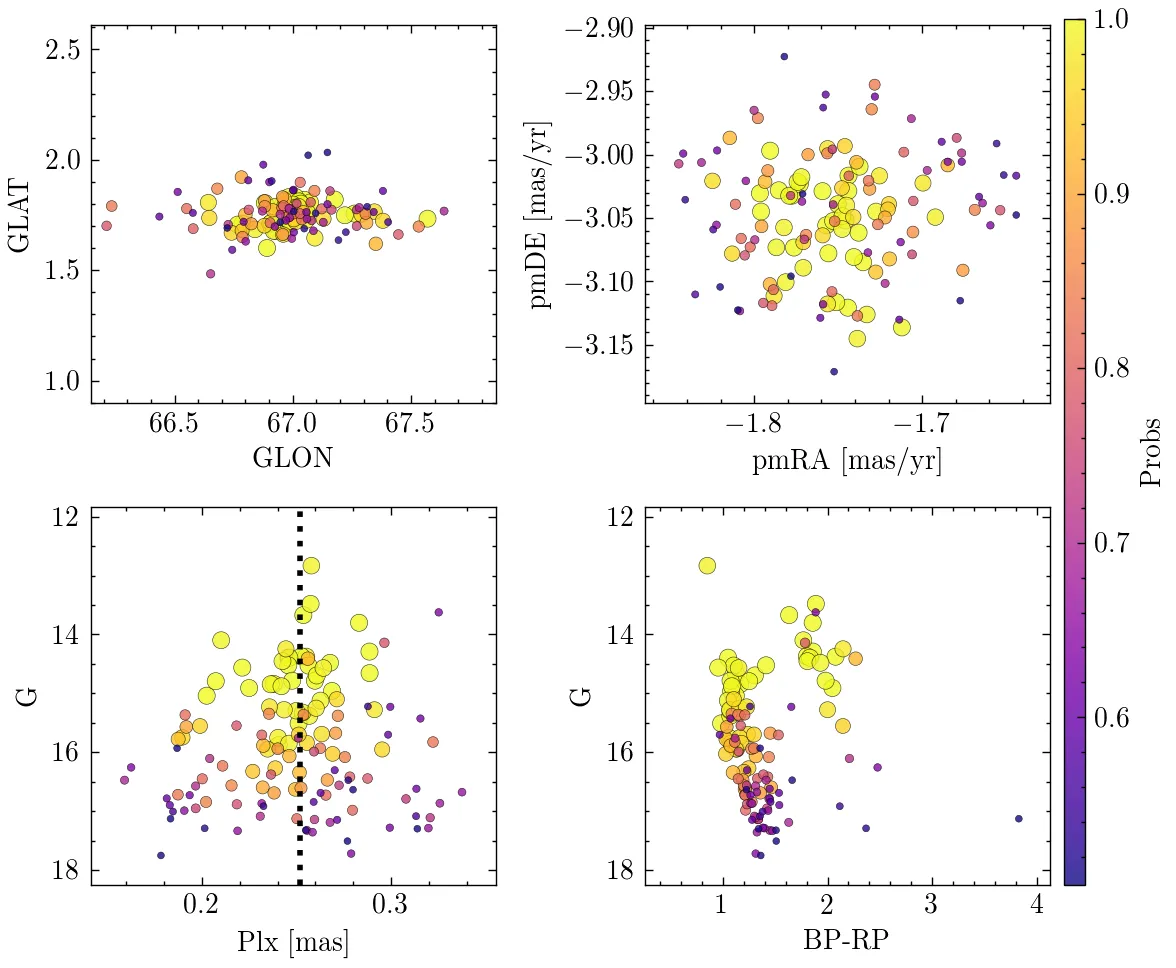 2.5
2.0
1.5
1.0
GLAT
66.5 67.0 67.5
GLON
−2.90
−2.95
−3.00
−3.05
−3.10
−3.15
pmDE [mas/yr]
−1.8 −1.7
pmRA [mas/yr]
12
14
16
18
G
0.2 0.3
Plx [mas]
12
14
16
18
G
1 2 3 4
BP-RP
1.0
0.9
0.8
0.7
0.6
Probs